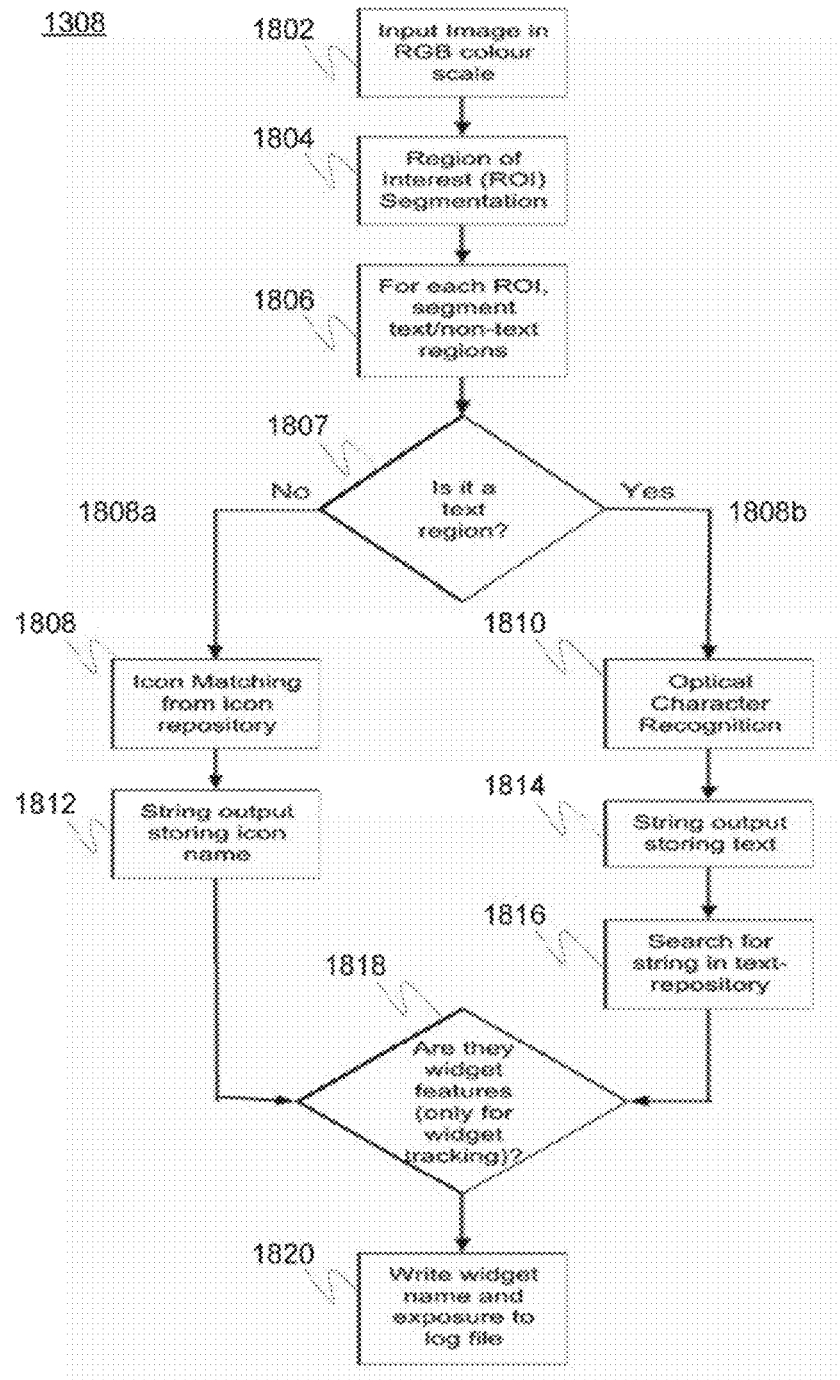 1308
1802
Input Image in
RGB colour
scale
1804
Region of
Interest (ROI)
Segmentation
1806
For each ROI,
segment
text/non-text
regions
1807
Is it a
text
region?
No
Yes
1808a
1808b
1808
Icon Matching
from icon
repository
1810
Optical
Character
Recognition
1812
String output
storing icon
name
1814
String output
storing text
1816
Search for
string in text-
repository
1818
Are they
widget
features
(only for
widget
tracking)?
1820
Write widget
name and
exposure to
log file